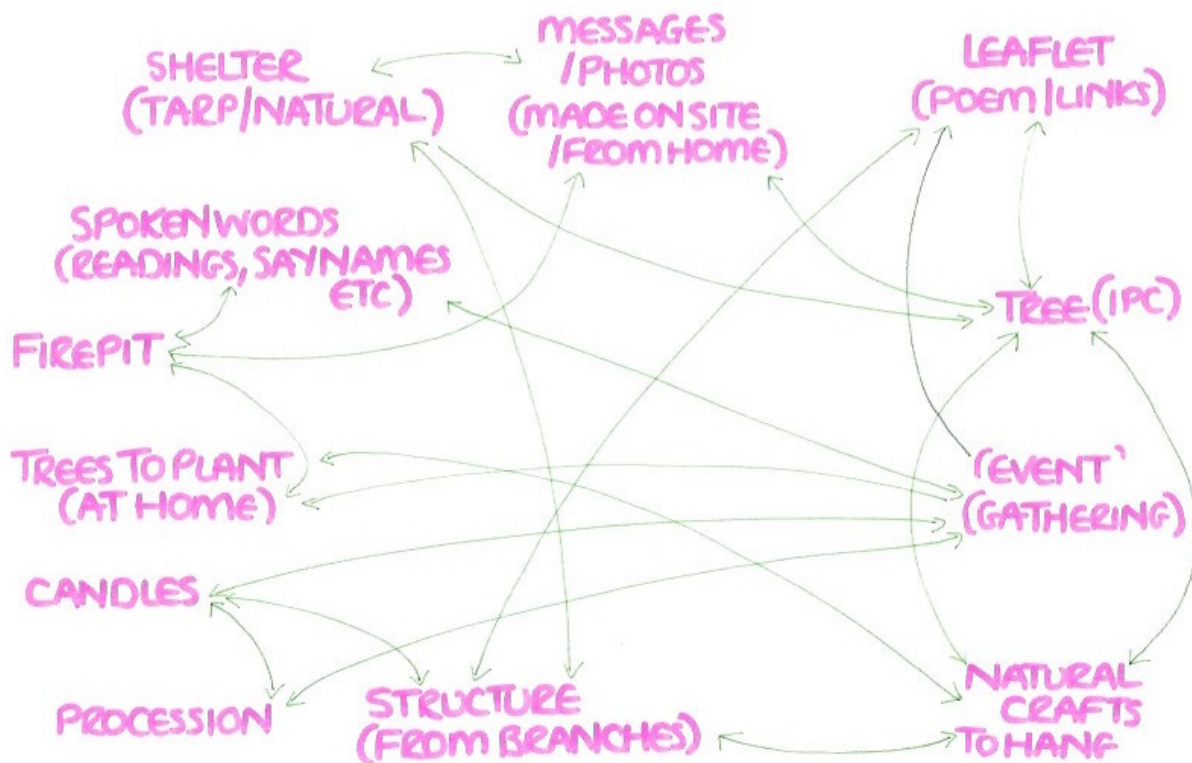 SHELTER
(TARP/NATURAL)
MESSAGES
/PHOTOS
(MADE ON SITE
/FROM HOME)
LEAFLET
(POEM/LINKS)
SPOKEN WORDS
(READINGS, SAY NAMES
ETC)
TREE (IPC)
FIREPIT
TREES TO PLANT
(AT HOME)
'EVENT'
(GATHERING)
CANDLES
PROCESSION
STRUCTURE
(FROM BRANCHES)
NATURAL
CRAFTS
TO HANG